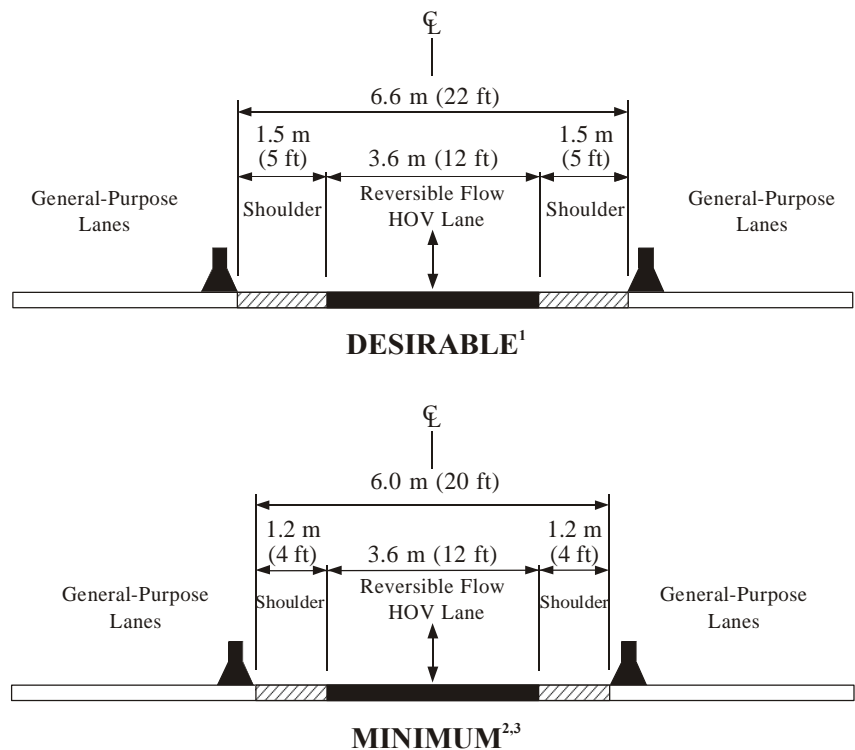 ℄
6.6 m (22 ft)
1.5 m
(5 ft)
3.6 m (12 ft)
1.5 m
(5 ft)
General-Purpose
Lanes
Shoulder
Reversible Flow
HOV Lane
Shoulder
General-Purpose
Lanes
DESIRABLE¹
℄
6.0 m (20 ft)
1.2 m
(4 ft)
3.6 m (12 ft)
1.2 m
(4 ft)
General-Purpose
Lanes
Shoulder
Reversible Flow
HOV Lane
Shoulder
General-Purpose
Lanes
MINIMUM²,³